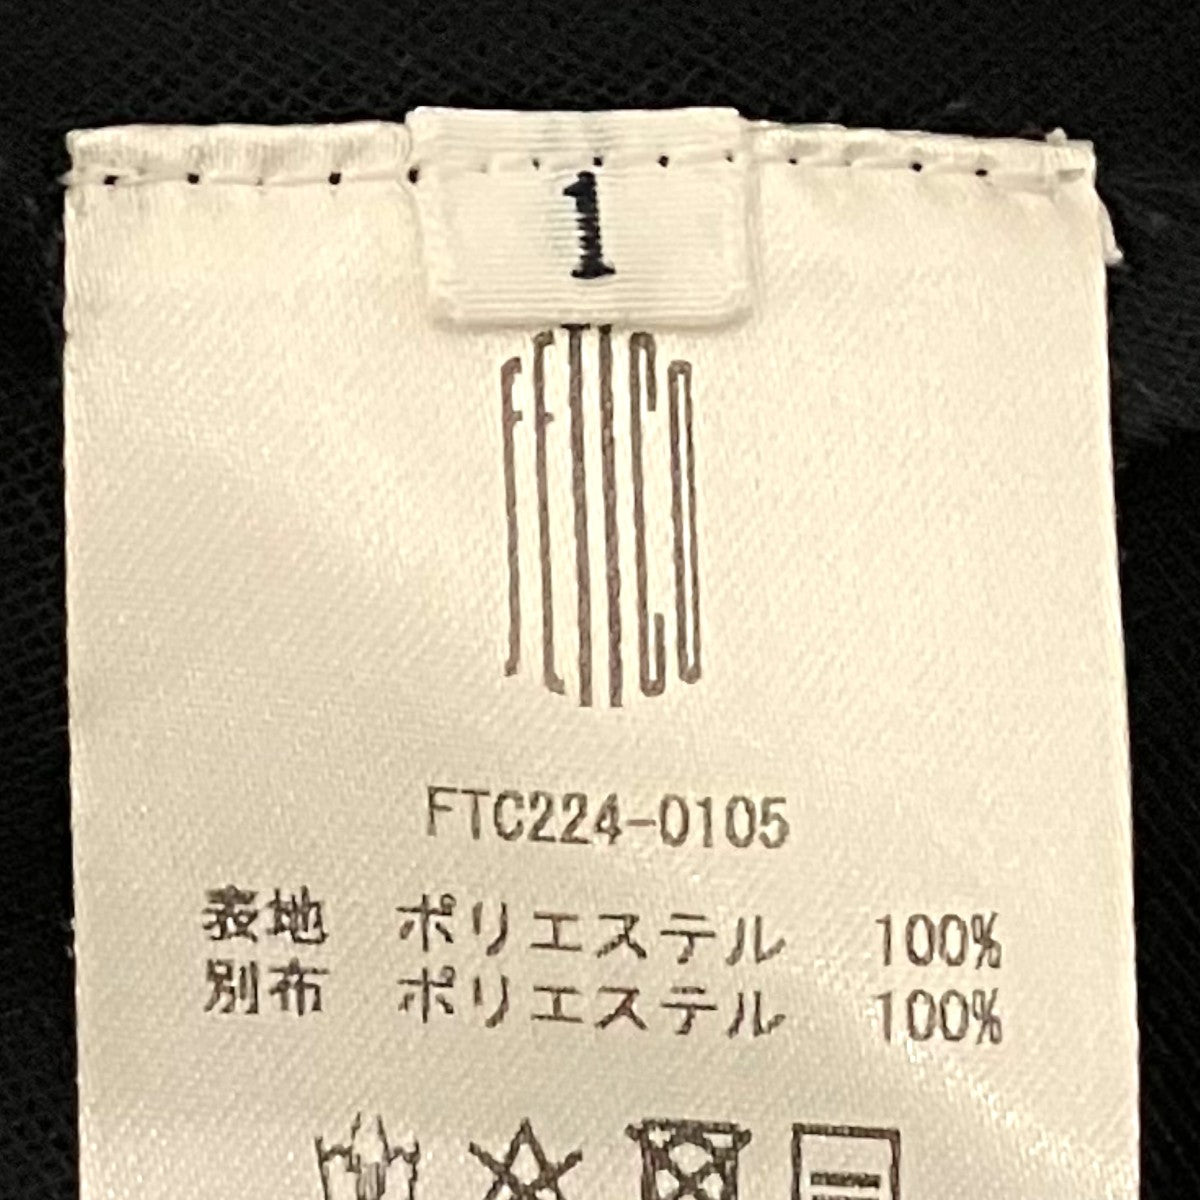 1
FETICO
FTC224-0105
表地 ポリエステル 100%
別布 ポリエステル 100%